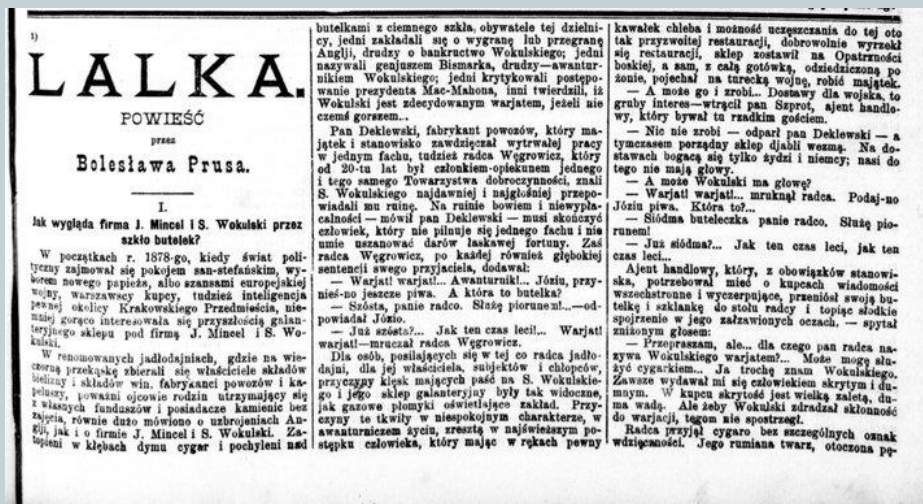 1)
LALKA.
POWIEŚĆ
przez
Bolesława Prusa.
I.
Jak wygląda firma J. Mincel i S. Wokulski przez
szkło butelek?
W początkach r. 1878-go, kiedy świat poli-
tyczny zajmował się pokojem san-stefańskim, wy-
borem nowego papieża, albo szansami europejskiej
wojny, warszawscy kupcy, tudzież inteligencja
pewnej okolicy Krakowskiego Przedmieścia, nie-
mniej gorąco interesowała się przyszłością galan-
teryjnego sklepu pod firmą J. Mincel i S. Wo-
kulski.
W renomowanych jadłodajniach, gdzie na wie-
czorną przekąskę zbierali się właściciele składów
bielizny i składów win, fabrykanci powozów i ka-
peluszy, poważni ojcowie rodzin utrzymujący się
z własnych funduszów i posiadacze kamienic bez
zajęcia, równie dużo mówiono o uzbrojeniach An-
glji, jak i o firmie J. Mincel i S. Wokulski. Za-
topieni w kłębach dymu cygar i pochyleni nad
butelkami z ciemnego szkła, obywatele tej dzielni-
cy, jedni zakładali się o wygranę lub przegranę
Anglji, drudzy o bankructwo Wokulskiego; jedni
nazywali genjuszem Bismarka, drudzy—awantur-
nikiem Wokulskiego; jedni krytykowali postępo-
wanie prezydenta Mac-Mahona, inni twierdzili, iż
Wokulski jest zdecydowanym warjatem, jeżeli nie
czemś gorszem...
Pan Deklewski, fabrykant powozów, który ma-
jątek i stanowisko zawdzięczał wytrwałej pracy
w jednym fachu, tudzież radca Węgrowicz, który
od 20-tu lat był członkiem-opiekunem jednego
i tego samego Towarzystwa dobroczynności, znali
S. Wokulskiego najdawniej i najgłośniej przepo-
wiadali mu ruinę. Na ruinie bowiem i niewypła-
calności — mówił pan Deklewski — musi skończyć
człowiek, który nie pilnuje się jednego fachu i nie
umie uszanować darów łaskawej fortuny. Zaś
radca Węgrowicz, po każdej również głębokiej
sentencji swego przyjaciela, dodawał:
— Warjat! warjat!... Awanturnik!... Józiu, przy-
nieś-no jeszcze piwa. A która to butelka?
— Szósta, panie radco. Służę piorunem!...—od-
powiadał Józio.
— Już szósta?... Jak ten czas leci!... Warjat!
warjat!—mruczał radca Węgrowicz.
Dla osób, posilających się w tej co radca jadło-
dajni, dla jej właściciela, subjektów i chłopców,
przyczyny klęsk mających paść na S. Wokulskie-
go i jego sklep galanteryjny były tak widoczne,
jak gazowe płomyki oświetlające zakład. Przy-
czyny te tkwiły w niespokojnym charakterze, w
awanturniczem życiu, zresztą w najświeższym po-
stępku człowieka, który mając w rękach pewny
kawałek chleba i możność uczęszczania do tej oto
tak przyzwoitej restauracji, dobrowolnie wyrzekł
się restauracji, sklep zostawił na Opatrzności
boskiej, a sam, z całą gotówką, odziedziczoną po
żonie, pojechał na turecką wojnę, robić majątek.
— A może go i zrobi... Dostawy dla wojska, to
gruby interes—wtrącił pan Szprot, ajent handlo-
wy, który bywał tu rzadkim gościem.
— Nic nie zrobi — odparł pan Deklewski — a
tymczasem porządny sklep djabli wezmą. Na do-
stawach bogacą się tylko żydzi i niemcy; nasi do
tego nie mają głowy.
— A może Wokulski ma głowę?
— Warjat! warjat!... mruknął radca. Podaj-no
Józiu piwa. Która to?...
— Siódma buteleczka panie radco. Służę pio-
runem!
— Już siódma?... Jak ten czas leci, jak ten
czas leci...
Ajent handlowy, który, z obowiązków stanowi-
ska, potrzebował mieć o kupcach wiadomości
wszechstronne i wyczerpujące, przeniósł swoją bu-
telkę i szklankę do stołu radcy i topiąc słodkie
spojrzenie w jego załzawionych oczach, — spytał
zniżonym głosem:
— Przepraszam, ale... dla czego pan radca na-
zywa Wokulskiego warjatem?... Może mogę słu-
żyć cygarkiem... Ja trochę znam Wokulskiego.
Zawsze wydawał mi się człowiekiem skrytym i du-
mnym. W kupcu skrytość jest wielką zaletą, du-
ma wadą. Ale żeby Wokulski zdradzał skłonność
do warjacji, tegom nie spostrzegł.
Radca przyjął cygaro bez szczególnych oznak
wdzięczności. Jego rumiana twarz, otoczona pę-